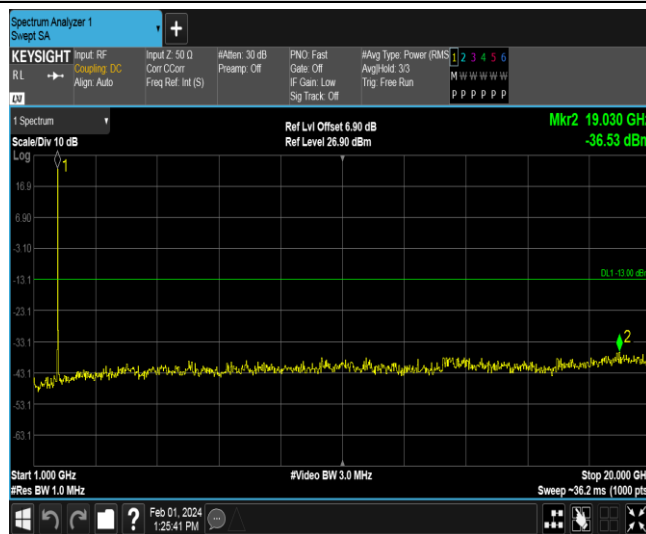 Spectrum Analyzer 1
Swept SA
+
KEYSIGHT
RL
LXI
Input: RF
Coupling: DC
Align: Auto
Input Z: 50 Ω
Corr CCorr
Freq Ref: Int (S)
#Atten: 30 dB
Preamp: Off
PNO: Fast
Gate: Off
IF Gain: Low
Sig Track: Off
#Avg Type: Power (RMS
Avg|Hold: 3/3
Trig: Free Run
1 2 3 4 5 6
M W W W W W
P P P P P P
1 Spectrum
Scale/Div 10 dB
Ref Lvl Offset 6.90 dB
Ref Level 26.90 dBm
Mkr2 19.030 GHz
-36.53 dBm
Log
1
16.9
6.90
-3.10
-13.1
DL1 -13.00 dBm
-23.1
-33.1
2
-43.1
-53.1
-63.1
Start 1.000 GHz
#Res BW 1.0 MHz
#Video BW 3.0 MHz
Stop 20.000 GH
Sweep ~36.2 ms (1000 pts
?
Feb 01, 2024
1:25:41 PM